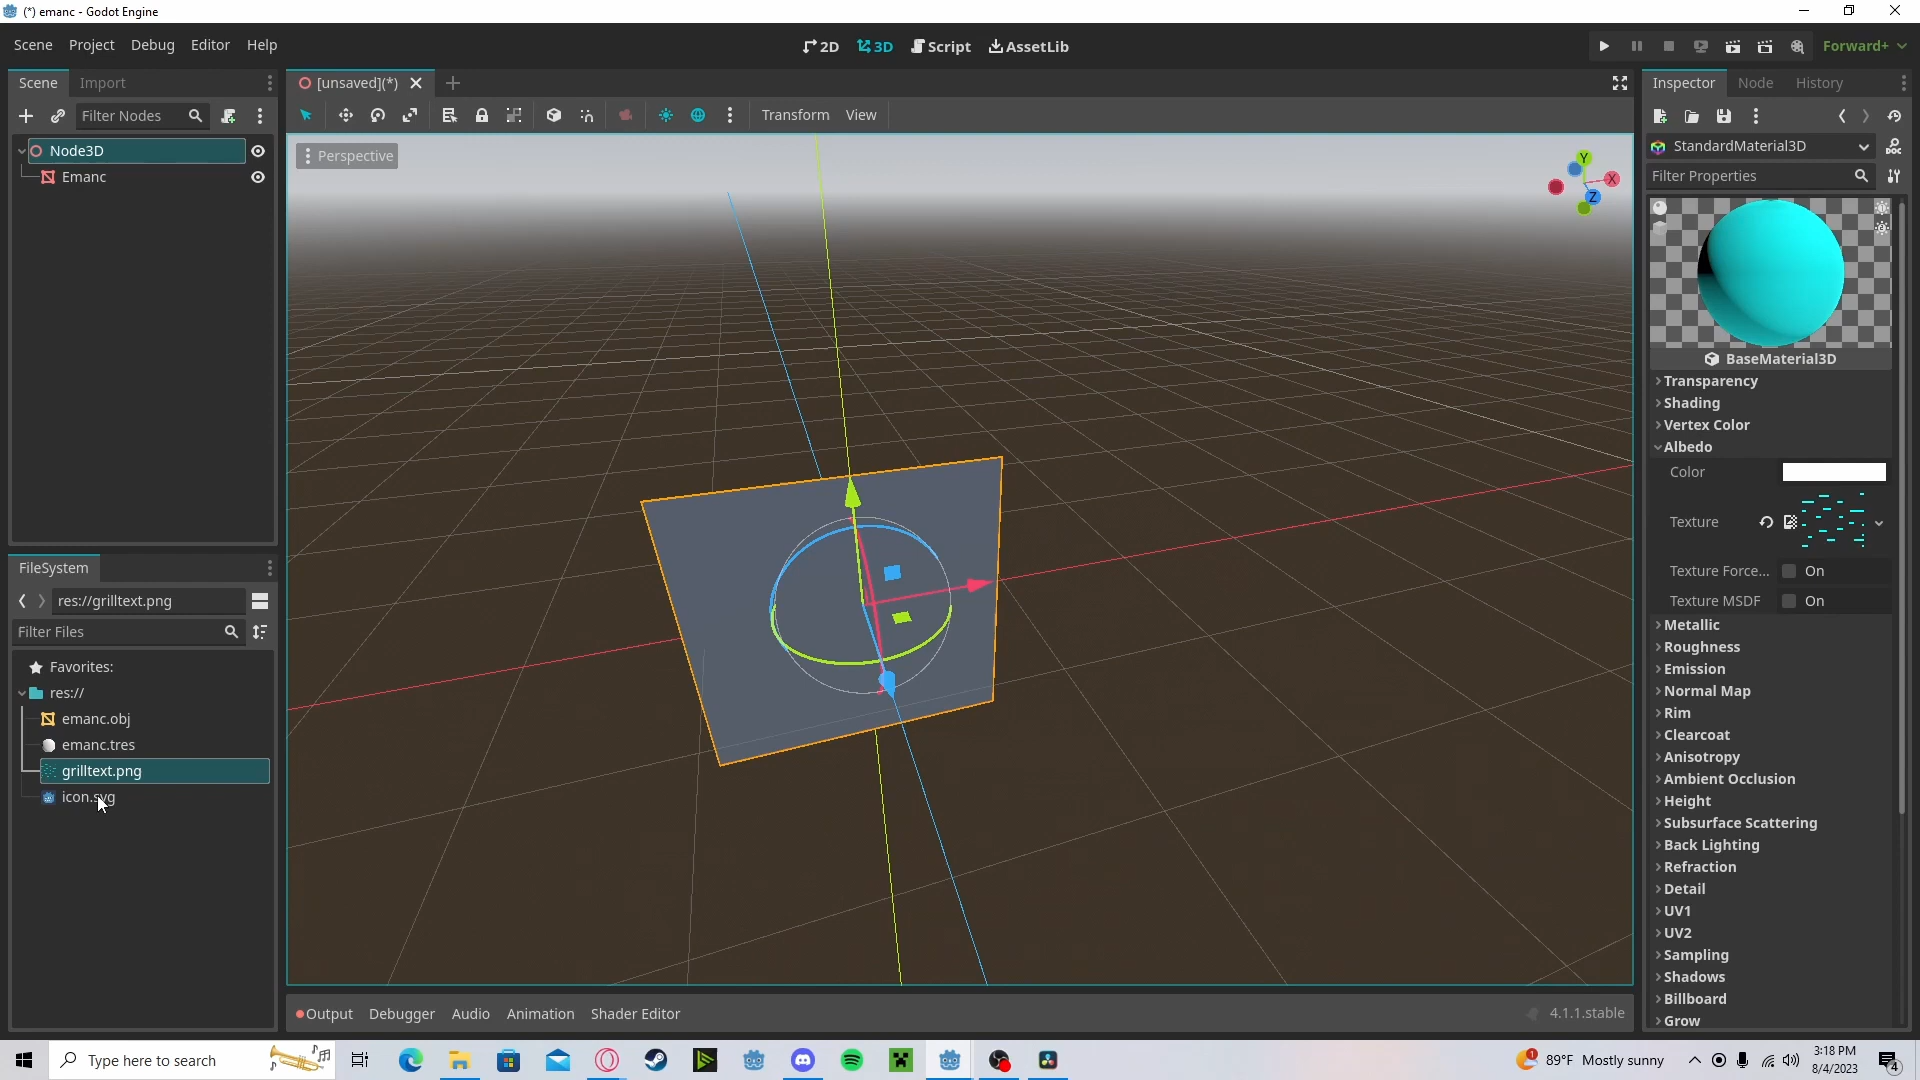 (*) emanc - Godot Engine
Scene Project Debug Editor Help
2D 3D Script AssetLib
Forward+
Scene Import
[unsaved](*)
Inspector Node History
Filter Nodes
Transform View
Node3D
Emanc
Perspective
Y
X
Z
StandardMaterial3D
Filter Properties
BaseMaterial3D
Transparency
Shading
Vertex Color
Albedo
Color
Texture
Texture Force... On
Texture MSDF On
Metallic
Roughness
Emission
Normal Map
Rim
Clearcoat
Anisotropy
Ambient Occlusion
Height
Subsurface Scattering
Back Lighting
Refraction
Detail
UV1
UV2
Sampling
Shadows
Billboard
Grow
FileSystem
res://grilltext.png
Filter Files
Favorites:
res://
emanc.obj
emanc.tres
grilltext.png
icon.svg
Output Debugger Audio Animation Shader Editor
4.1.1.stable
Type here to search
1
89°F Mostly sunny
3:18 PM
8/4/2023
4